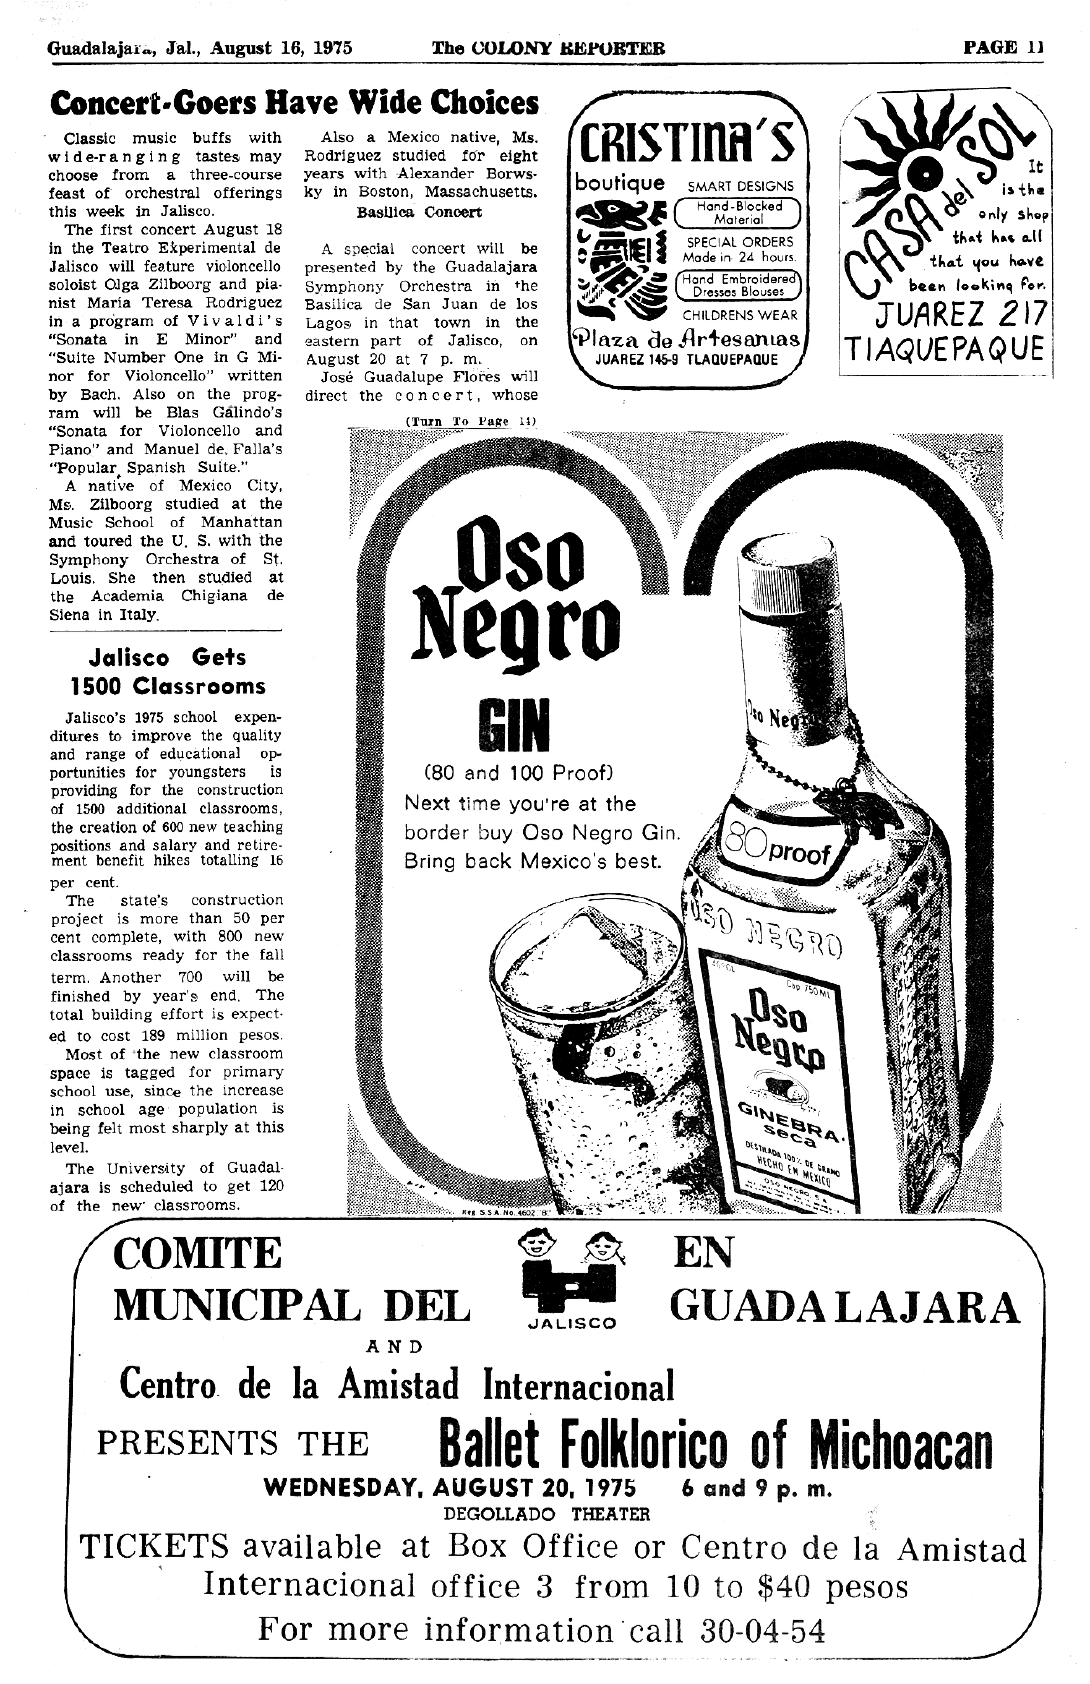 Guadalajara, Jal., August 16, 1975
The COLONY REPORTER
PAGE 11
Concert-Goers Have Wide Choices
Classic music buffs with
wide-ranging tastes may
choose from a three-course
feast of orchestral offerings
this week in Jalisco.
The first concert August 18
in the Teatro Experimental de
Jalisco will feature violoncello
soloist Olga Zilboorg and pia-
nist Maria Teresa Rodriguez
in a program of Vivaldi's
"Sonata in E Minor" and
"Suite Number One in G Mi-
nor for Violoncello" written
by Bach. Also on the prog-
ram will be Blas Galindo's
"Sonata for Violoncello and
Piano" and Manuel de Falla's
"Popular Spanish Suite."
A native of Mexico City,
Ms. Zilboorg studied at the
Music School of Manhattan
and toured the U. S. with the
Symphony Orchestra of St.
Louis. She then studied at
the Academia Chigiana de
Siena in Italy.
Also a Mexico native, Ms.
Rodriguez studied for eight
years with Alexander Borws-
ky in Boston, Massachusetts.
Basilica Concert
A special concert will be
presented by the Guadalajara
Symphony Orchestra in the
Basilica de San Juan de los
Lagos in that town in the
eastern part of Jalisco, on
August 20 at 7 p. m.
José Guadalupe Flores will
direct the concert, whose
(Turn To Page 14)
Jalisco Gets
1500 Classrooms
Jalisco's 1975 school expen-
ditures to improve the quality
and range of educational op-
portunities for youngsters is
providing for the construction
of 1500 additional classrooms,
the creation of 600 new teaching
positions and salary and retire-
ment benefit hikes totalling 16
per cent.
The state's construction
project is more than 50 per
cent complete, with 800 new
classrooms ready for the fall
term. Another 700 will be
finished by year's end. The
total building effort is expect-
ed to cost 189 million pesos.
Most of the new classroom
space is tagged for primary
school use, since the increase
in school age population is
being felt most sharply at this
level.
The University of Guadal-
ajara is scheduled to get 120
of the new classrooms.
CRISTINA'S
boutique
SMART DESIGNS
Hand-Blocked
Material
SPECIAL ORDERS
Made in 24 hours.
Hand Embroidered
Dresses Blouses
CHILDRENS WEAR
Plaza de Artesanias
JUAREZ 145-9 TLAQUEPAQUE
CASA del SOL
It
is the
only shop
that has all
that you have
been looking for.
JUAREZ 217
TIAQUEPAQUE
Oso
Negro
GIN
(80 and 100 Proof)
Next time you're at the
border buy Oso Negro Gin.
Bring back Mexico's best.
Oso Negro
80 proof
OSO NEGRO
Cap 750 ML
Oso
Negro
GINEBRA
seca
DESTILADA 100% DE GRANO
HECHO EN MEXICO
OSO NEGRO S.A.
Reg S.S.A. No. 4602 "B"
COMITE
MUNICIPAL DEL
JALISCO
EN
GUADALAJARA
AND
Centro de la Amistad Internacional
PRESENTS THE Ballet Folklorico of Michoacan
WEDNESDAY, AUGUST 20, 1975 6 and 9 p. m.
DEGOLLADO THEATER
TICKETS available at Box Office or Centro de la Amistad
Internacional office 3 from 10 to $40 pesos
For more information call 30-04-54